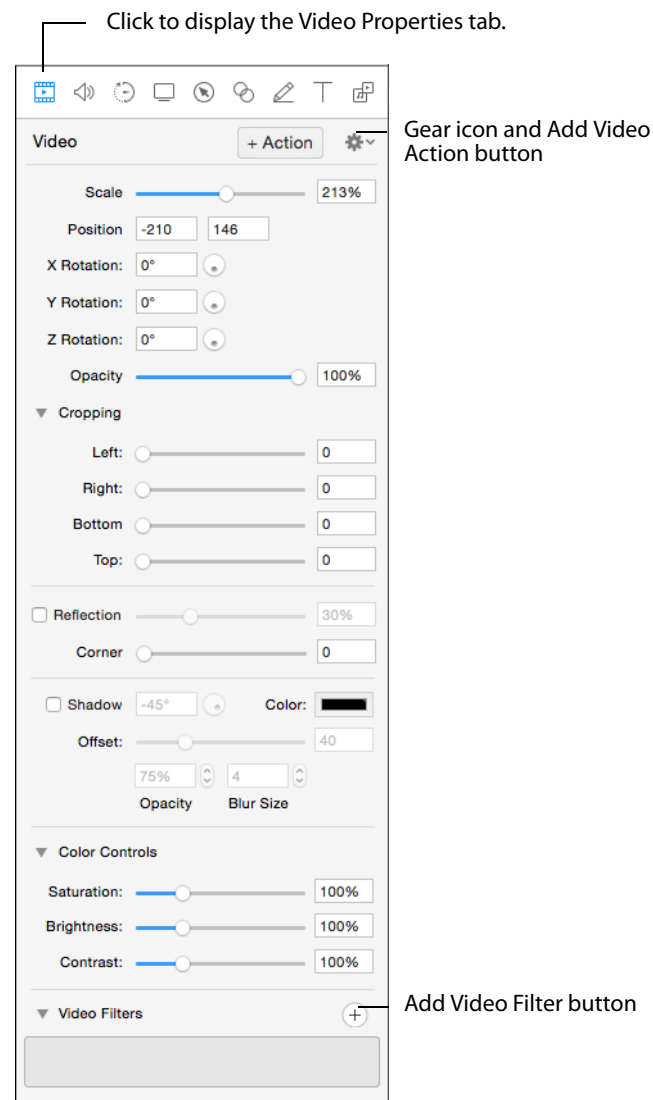 Click to display the Video Properties tab.
Video
+ Action
Gear icon and Add Video
Action button
Scale 213%
Position -210 146
X Rotation: 0°
Y Rotation: 0°
Z Rotation: 0°
Opacity 100%
Cropping
Left: 0
Right: 0
Bottom 0
Top: 0
Reflection 30%
Corner 0
Shadow -45° Color:
Offset: 40
75% 4
Opacity Blur Size
Color Controls
Saturation: 100%
Brightness: 100%
Contrast: 100%
Video Filters
Add Video Filter button